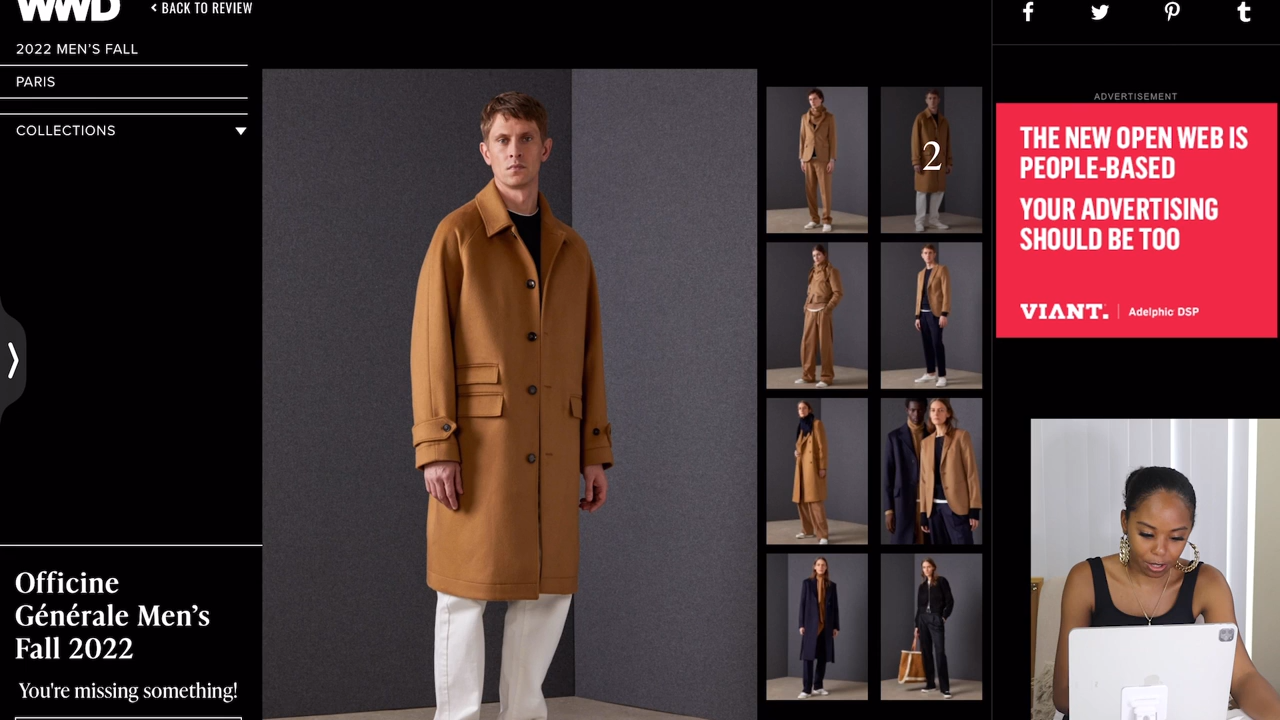 WWD
< BACK TO REVIEW
2022 MEN'S FALL
PARIS
COLLECTIONS
Officine
Générale Men's
Fall 2022
You're missing something!
2
ADVERTISEMENT
THE NEW OPEN WEB IS
PEOPLE-BASED
YOUR ADVERTISING
SHOULD BE TOO
VIANT. | Adelphic DSP